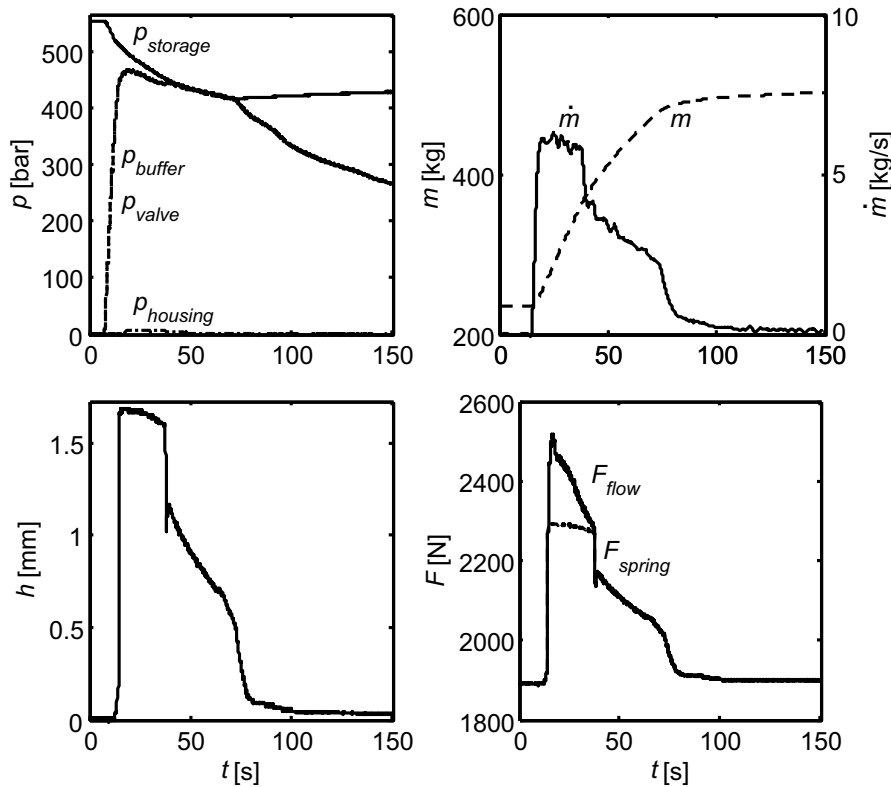 500
400
300
200
100
0
p [bar]
p_storage
p_buffer
p_valve
p_housing
0 50 100 150
600
400
200
m [kg]
ṁ
m
10
5
0
ṁ [kg/s]
0 50 100 150
1.5
1
0.5
0
h [mm]
0 50 100 150
t [s]
2600
2400
2200
2000
1800
F [N]
F_flow
F_spring
0 50 100 150
t [s]